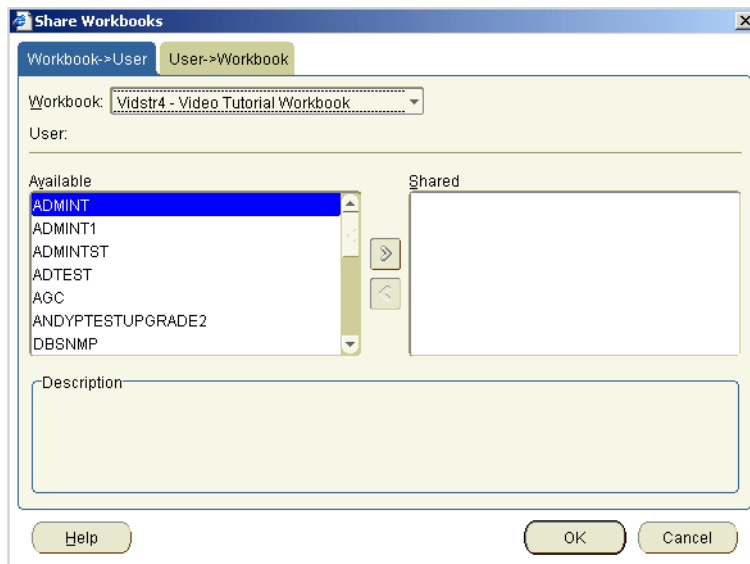 Share Workbooks
Workbook->User
User->Workbook
Workbook: Vidstr4 - Video Tutorial Workbook
User:
Available
Shared
ADMINT
ADMINT1
ADMINTST
ADTEST
AGC
ANDYPTESTUPGRADE2
DBSNMP
Description
Help
OK
Cancel